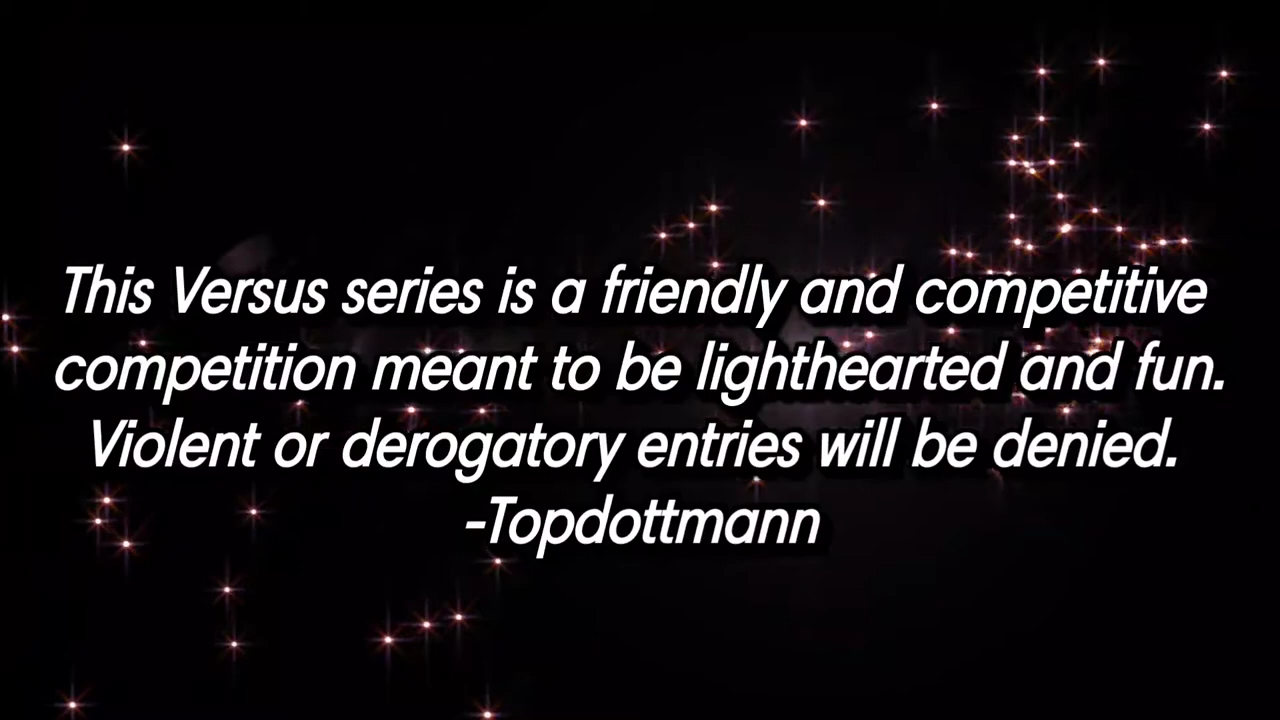 This Versus series is a friendly and competitive
competition meant to be lighthearted and fun.
Violent or derogatory entries will be denied.
-Topdottmann